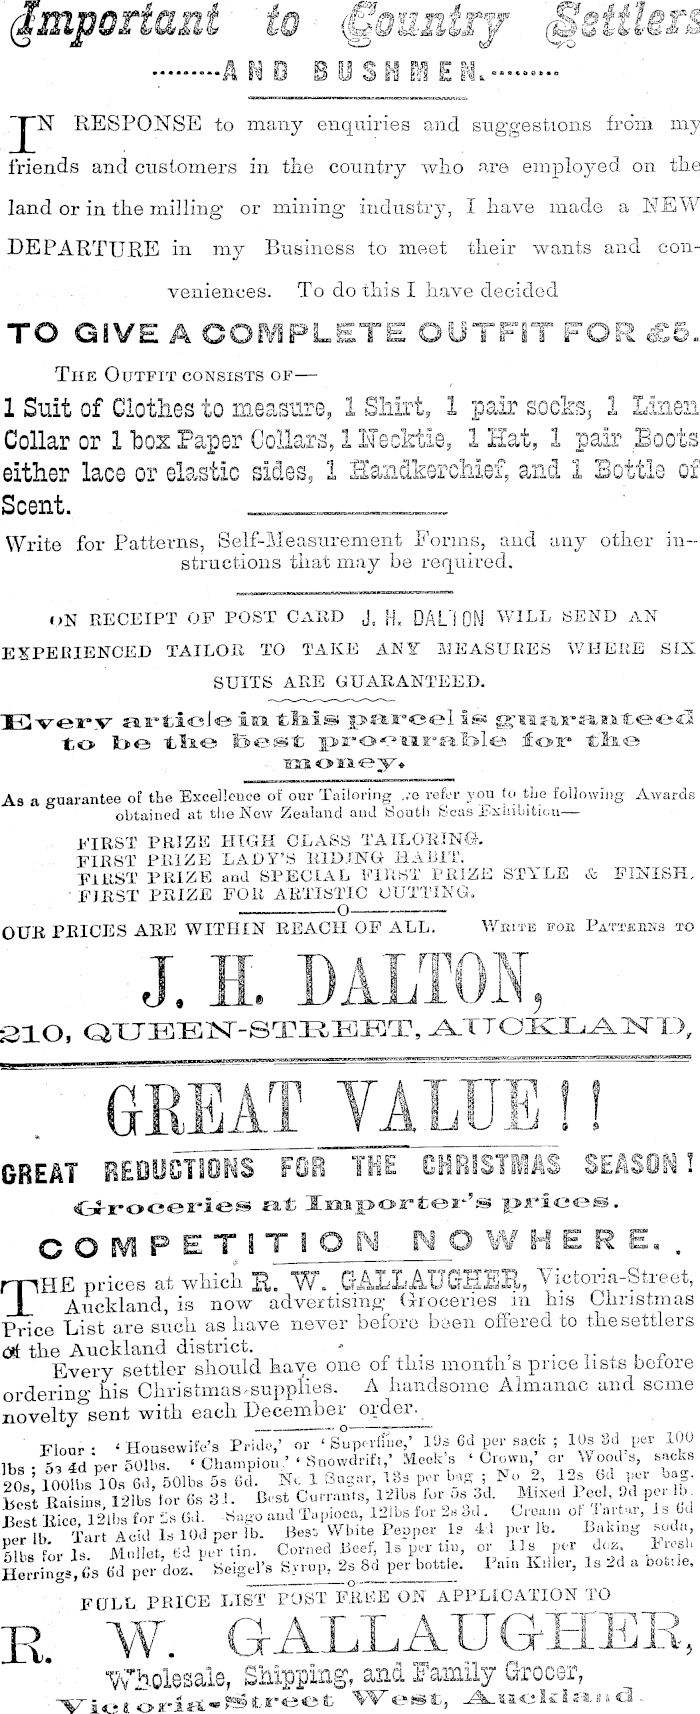 Important to Country Settlers
AND BUSHMEN.
IN RESPONSE to many enquiries and suggestions from my
friends and customers in the country who are employed on the
land or in the milling or mining industry, I have made a NEW
DEPARTURE in my Business to meet their wants and con-
veniences. To do this I have decided
TO GIVE A COMPLETE OUTFIT FOR £5.
THE OUTFIT CONSISTS OF—
1 Suit of Clothes to measure, 1 Shirt, 1 pair socks, 1 Linen
Collar or 1 box Paper Collars, 1 Necktie, 1 Hat, 1 pair Boots
either lace or elastic sides, 1 Handkerchief, and 1 Bottle of
Scent.
Write for Patterns, Self-Measurement Forms, and any other in-
structions that may be required.
ON RECEIPT OF POST CARD J. H. DALTON WILL SEND AN
EXPERIENCED TAILOR TO TAKE ANY MEASURES WHERE SIX
SUITS ARE GUARANTEED.
Every article in this parcel is guaranteed
to be the best procurable for the
money.
As a guarantee of the Excellence of our Tailoring we refer you to the following Awards
obtained at the New Zealand and South Seas Exhibition—
FIRST PRIZE HIGH CLASS TAILORING.
FIRST PRIZE LADY'S RIDING HABIT.
FIRST PRIZE and SPECIAL FIRST PRIZE STYLE & FINISH.
FIRST PRIZE FOR ARTISTIC CUTTING.
OUR PRICES ARE WITHIN REACH OF ALL. WRITE FOR PATTERNS TO
J. H. DALTON,
210, QUEEN-STREET, AUCKLAND,
GREAT VALUE!!
GREAT REDUCTIONS FOR THE CHRISTMAS SEASON!
Groceries at Importer's prices.
COMPETITION NOWHERE.
THE prices at which R. W. GALLAUGHER, Victoria-Street,
Auckland, is now advertising Groceries in his Christmas
Price List are such as have never before been offered to the settlers
of the Auckland district.
Every settler should have one of this month's price lists before
ordering his Christmas supplies. A handsome Almanac and some
novelty sent with each December order.
Flour: 'Housewife's Pride,' or 'Superfine,' 19s 6d per sack; 10s 3d per 100
lbs; 5s 4d per 50lbs. 'Champion,' 'Snowdrift,' Meek's 'Crown,' or Wood's, sacks
20s, 100lbs 10s 6d, 50lbs 5s 6d. No 1 Sugar, 13s per bag; No 2, 12s 6d per bag.
Best Raisins, 12lbs for 6s 3d. Best Currants, 12lbs for 5s 3d. Mixed Peel, 9d per lb.
Best Rice, 12lbs for 2s 6d. Sago and Tapioca, 12lbs for 2s 3d. Cream of Tartar, 1s 6d
per lb. Tart Acid 1s 10d per lb. Best White Pepper 1s 4d per lb. Baking soda,
5lbs for 1s. Mullet, 6d per tin. Corned Beef, 1s per tin, or 11s per doz. Fresh
Herrings, 6s 6d per doz. Seigel's Syrup, 2s 8d per bottle. Pain Killer, 1s 2d a bottle.
FULL PRICE LIST POST FREE ON APPLICATION TO
R. W. GALLAUGHER,
Wholesale, Shipping, and Family Grocer,
Victoria-Street West, Auckland.